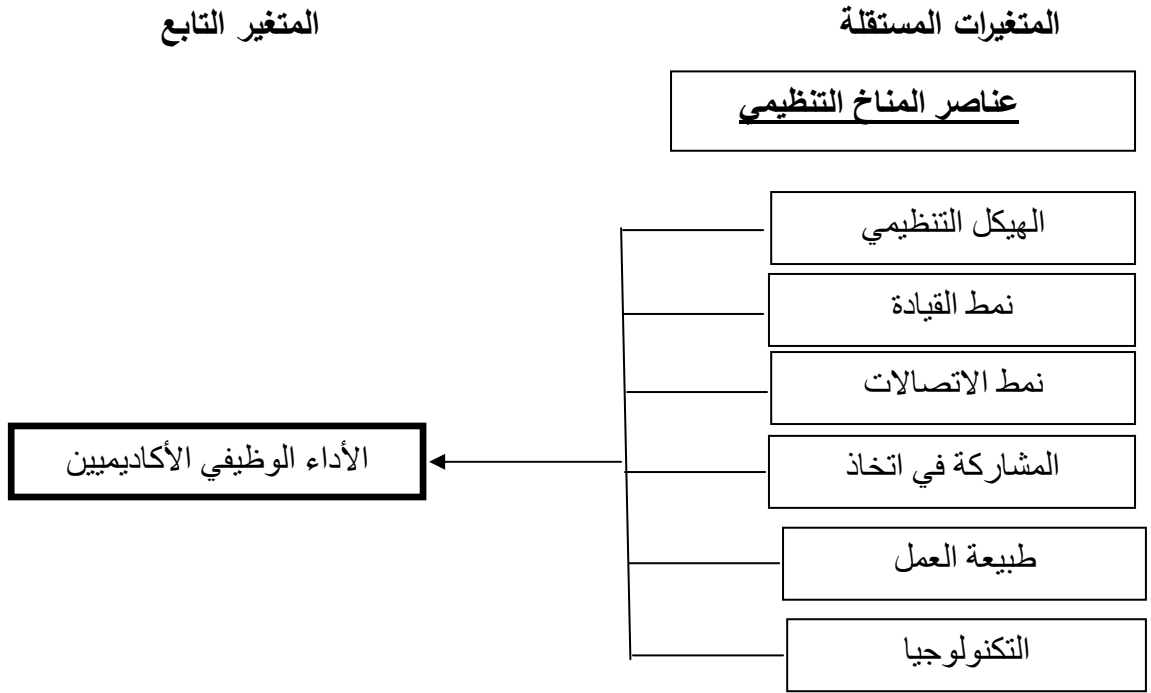 المتغيرات المستقلة
المتغير التابع
عناصر المناخ التنظيمي
الهيكل التنظيمي
نمط القيادة
نمط الاتصالات
المشاركة في اتخاذ
الأداء الوظيفي الأكاديميين
طبيعة العمل
التكنولوجيا